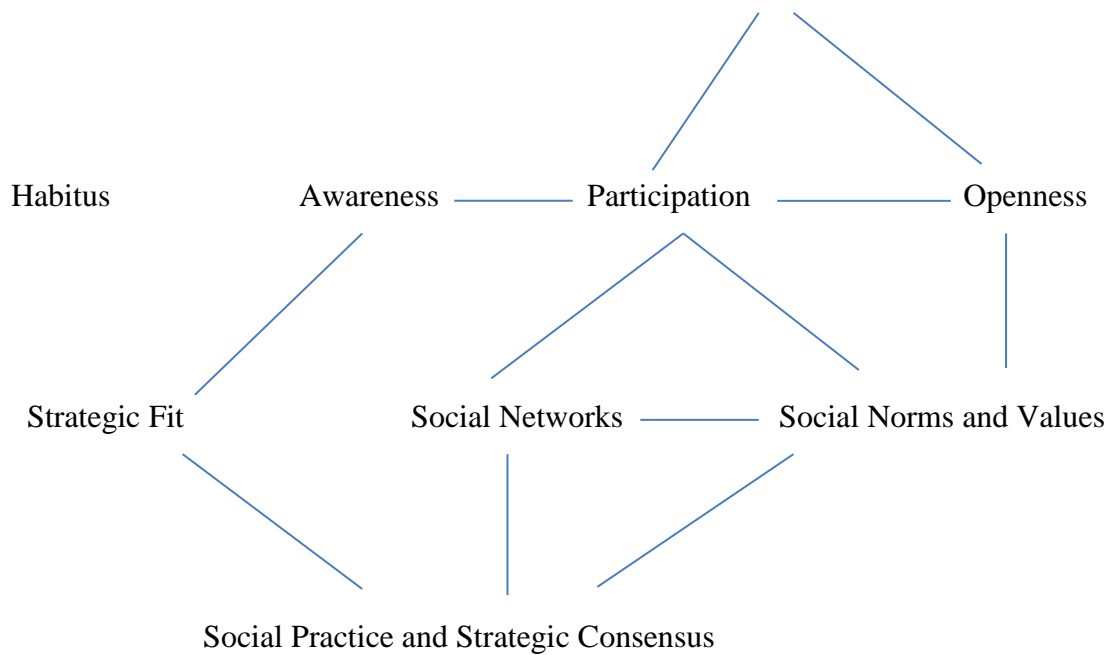 Habitus Awareness Participation Openness
Strategic Fit Social Networks Social Norms and Values
Social Practice and Strategic Consensus